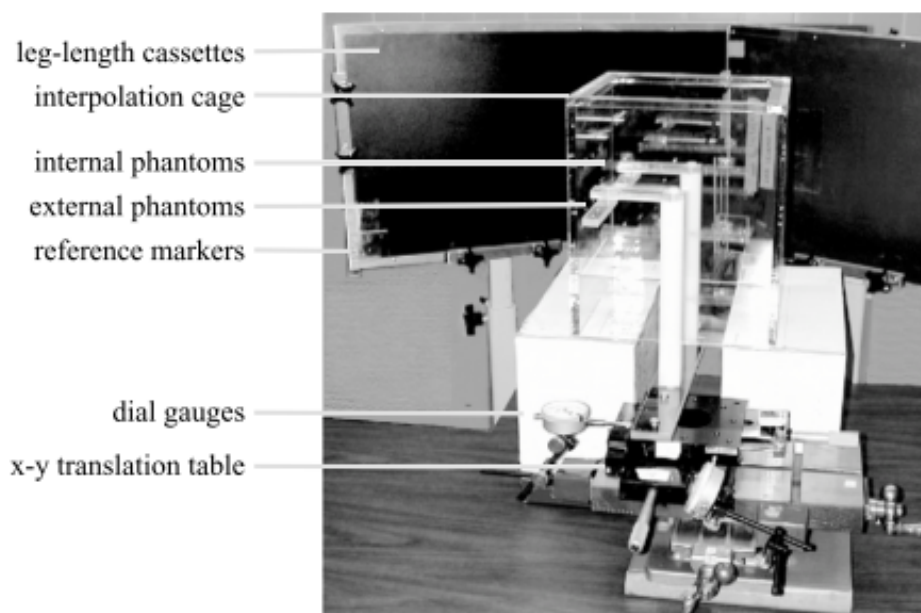 leg-length cassettes
interpolation cage
internal phantoms
external phantoms
reference markers
dial gauges
x-y translation table